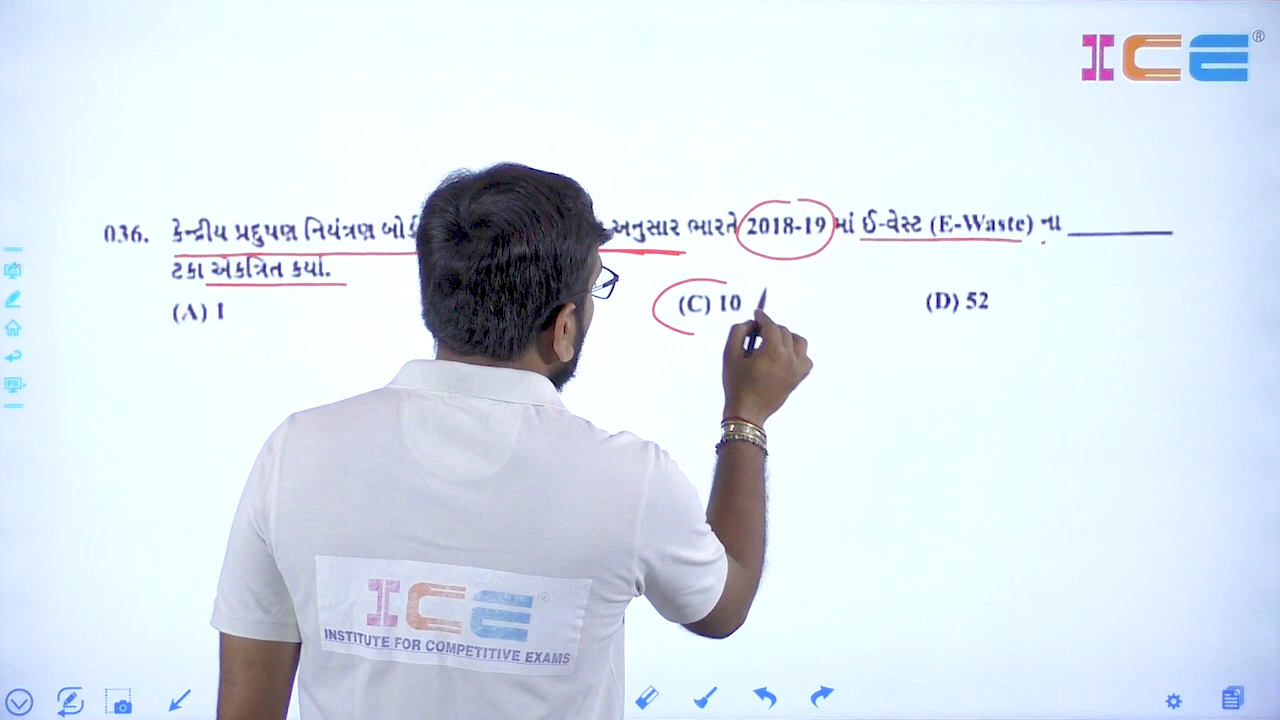 ICE®
036. કેન્દ્રીય પ્રદુષણ નિયંત્રણ બોર્ડ અનુસાર ભારતે 2018-19 માં ઈ-વેસ્ટ (E-Waste) ના ____________
ટકા એકત્રિત કર્યા.
(A) 1 (C) 10 (D) 52
ICE®
INSTITUTE FOR COMPETITIVE EXAMS